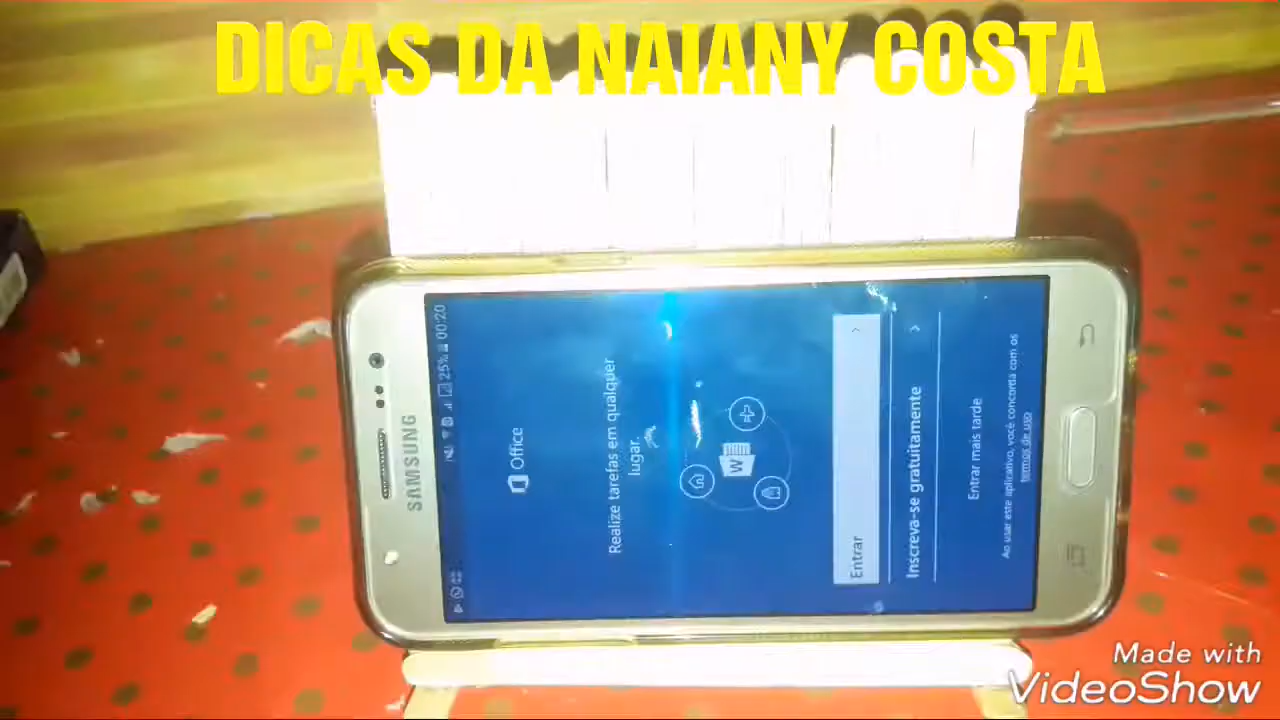 DICAS DA NAIANY COSTA
SAMSUNG
25% 00:20
Office
Realize tarefas em qualquer
lugar.
W
Entrar
Inscreva-se gratuitamente
Entrar mais tarde
Ao usar este aplicativo, você concorda com os
termos de uso
Made with
VideoShow